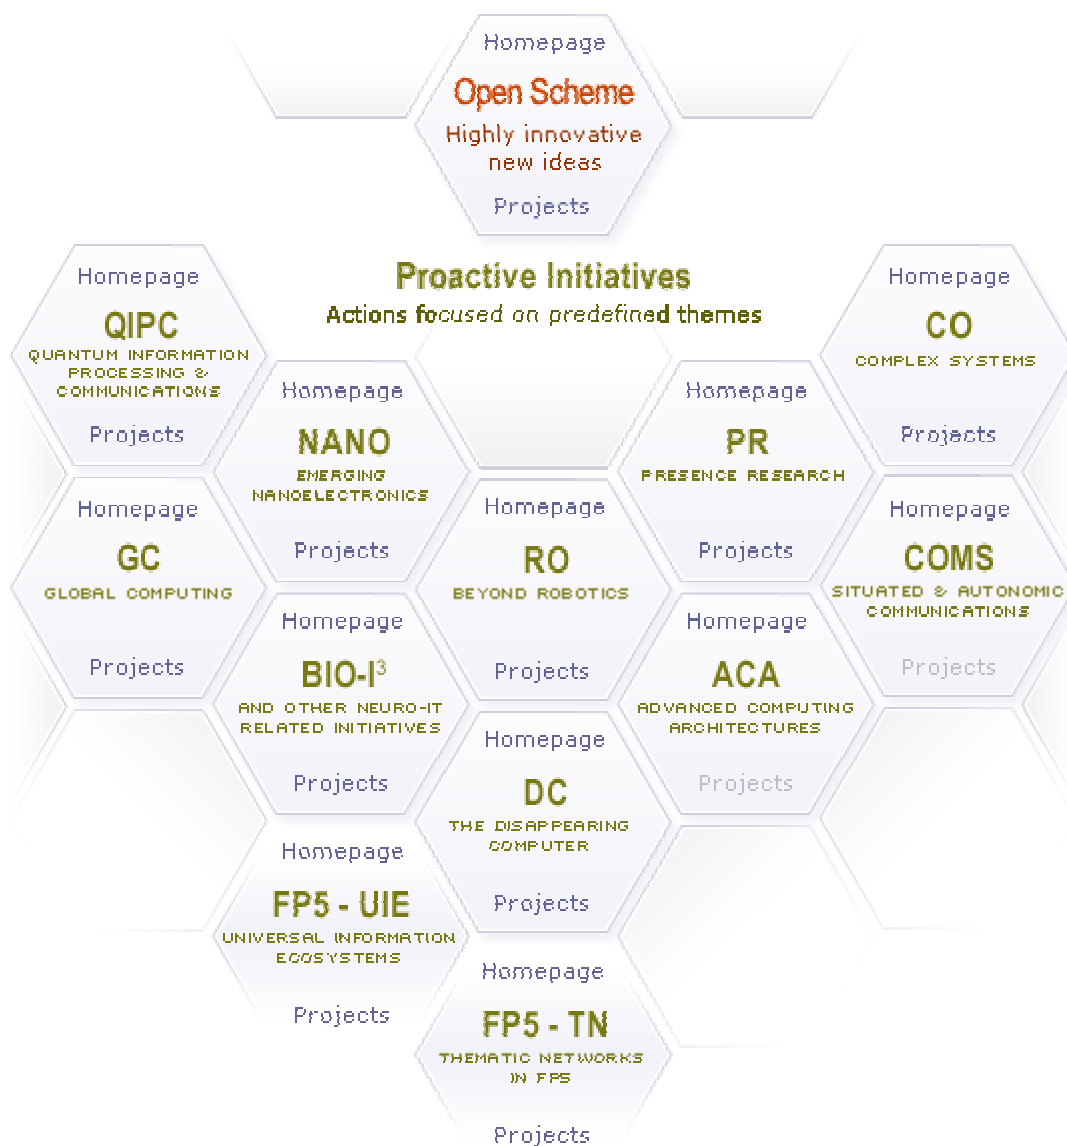 Homepage
Open Scheme
Highly innovative
new ideas
Projects
Proactive Initiatives
Actions focused on predefined themes
Homepage
QIPC
QUANTUM INFORMATION
PROCESSING &
COMMUNICATIONS
Projects
Homepage
CO
COMPLEX SYSTEMS
Projects
Homepage
NANO
EMERGING
NANOELECTRONICS
Projects
Homepage
PR
PRESENCE RESEARCH
Projects
Homepage
GC
GLOBAL COMPUTING
Projects
Homepage
RO
BEYOND ROBOTICS
Projects
Homepage
COMS
SITUATED & AUTONOMIC
COMMUNICATIONS
Projects
Homepage
BIO-I³
AND OTHER NEURO-IT
RELATED INITIATIVES
Projects
Homepage
ACA
ADVANCED COMPUTING
ARCHITECTURES
Projects
Homepage
DC
THE DISAPPEARING
COMPUTER
Projects
Homepage
FP5 - UIE
UNIVERSAL INFORMATION
ECOSYSTEMS
Projects
Homepage
FP5 - TN
THEMATIC NETWORKS
IN FP5
Projects